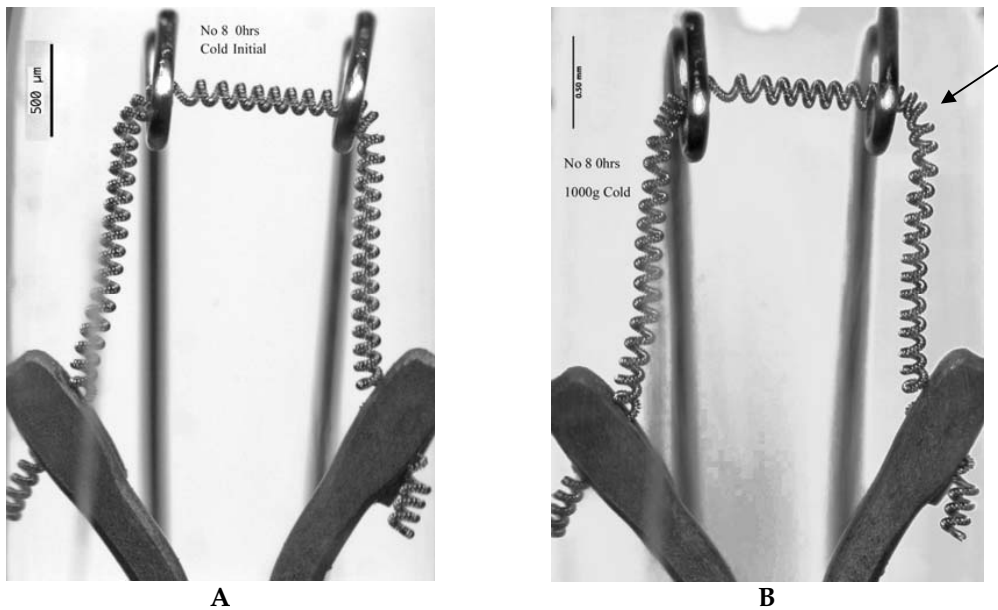 No 8 0hrs
Cold Initial
500 µm
0.50 mm
No 8 0hrs
1000g Cold
A
B